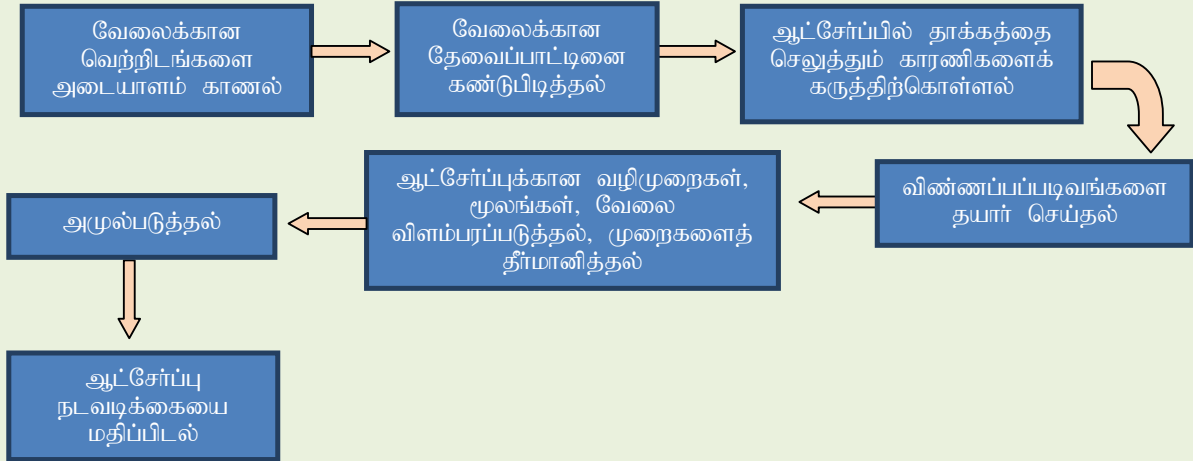 வேலைக்கான
வெற்றிடங்களை
அடையாளம் காணல்
வேலைக்கான
தேவைப்பாட்டினை
கண்டுபிடித்தல்
ஆட்சேர்ப்பில் தாக்கத்தை
செலுத்தும் காரணிகளைக்
கருத்திற்கொள்ளல்
விண்ணப்பப்படிவங்களை
தயார் செய்தல்
ஆட்சேர்ப்புக்கான வழிமுறைகள்,
மூலங்கள், வேலை
விளம்பரப்படுத்தல், முறைகளைத்
தீர்மானித்தல்
அமுல்படுத்தல்
ஆட்சேர்ப்பு
நடவடிக்கையை
மதிப்பிடல்